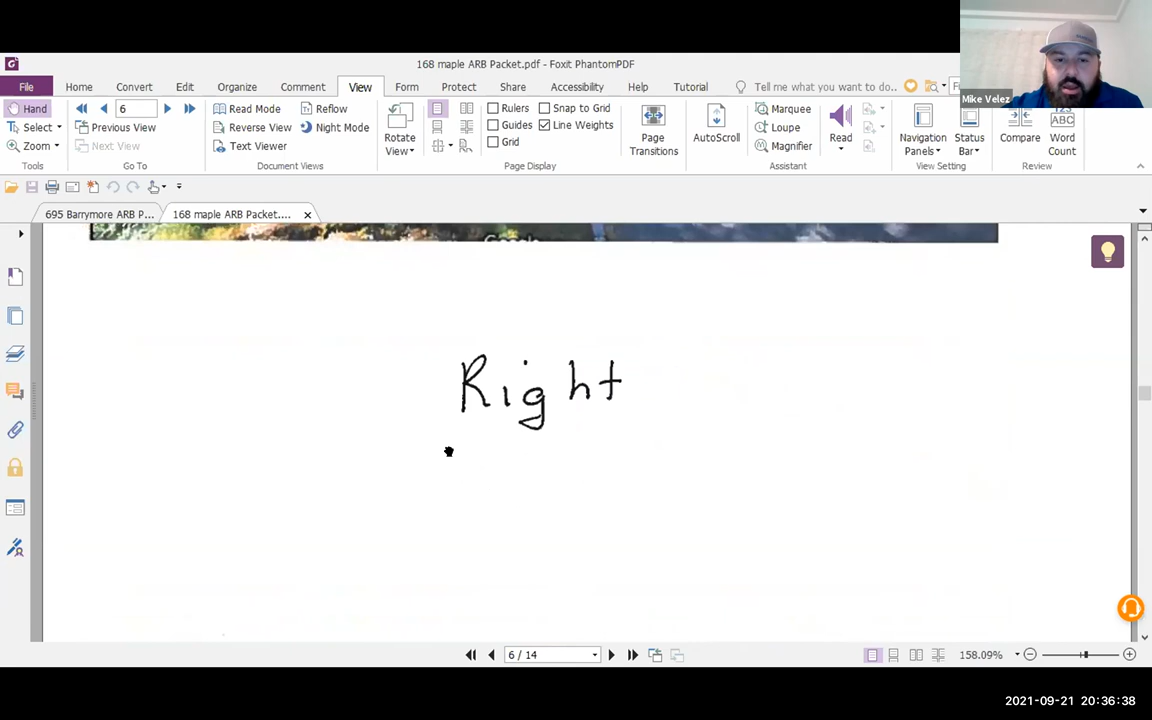 168 maple ARB Packet.pdf - Foxit PhantomPDF
File Home Convert Edit Organize Comment View Form Protect Share Accessibility Help Tutorial Tell me what you want to do..
Mike Velez
Hand 6 Read Mode Reflow Rulers Snap to Grid Marquee
Select Previous View Reverse View Night Mode Guides Line Weights Loupe
Zoom Next View Text Viewer Grid Magnifier
Rotate View Page Transitions AutoScroll Read Navigation Panels Status Bar Compare 123 ABC Word Count
Tools Go To Document Views Page Display Assistant View Setting Review
695 Barrymore ARB P... 168 maple ARB Packet....
Google
Right
6 / 14 158.09%
2021-09-21 20:36:38